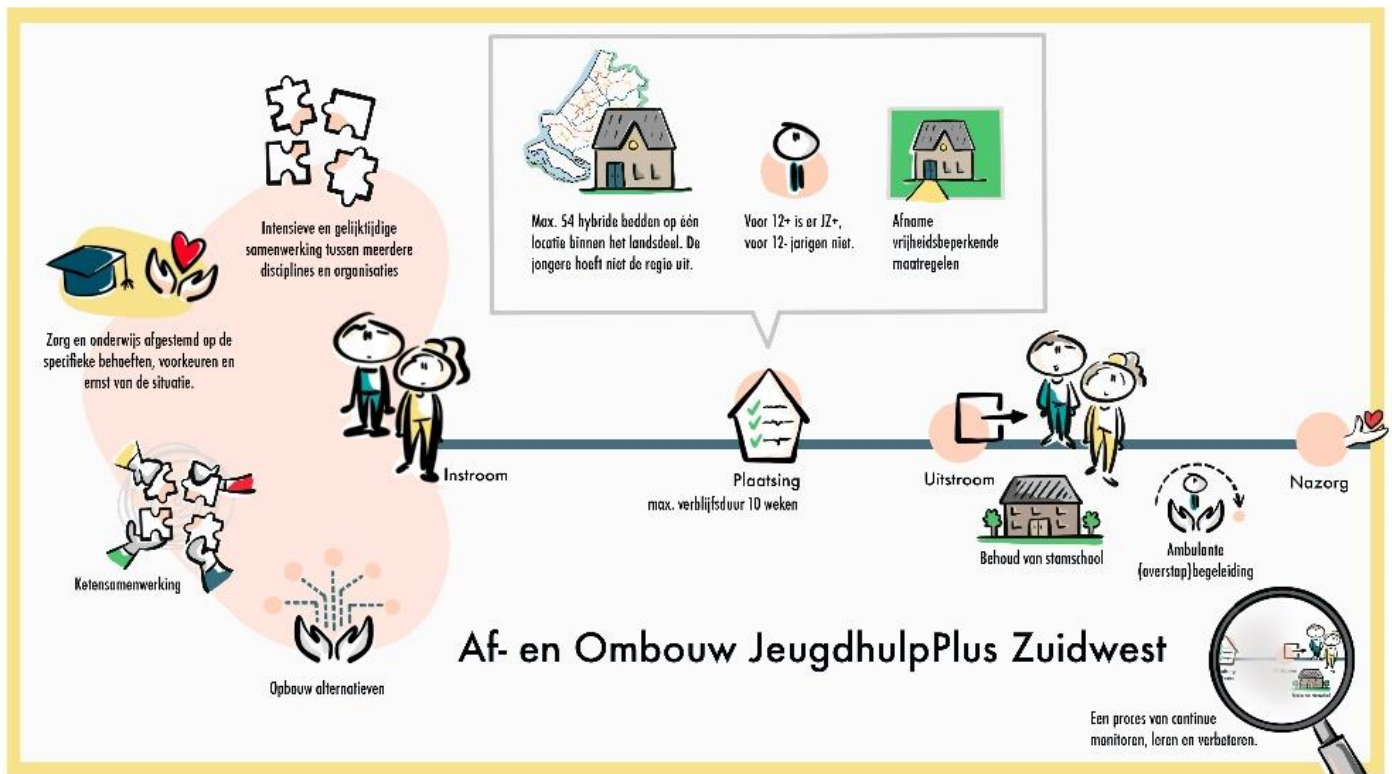 Intensieve en gelijktijdige
samenwerking tussen meerdere
disciplines en organisaties
Zorg en onderwijs afgestemd op de
specifieke behoeften, voorkeuren en
ernst van de situatie.
Ketensamenwerking
Opbouw alternatieven
Max. 54 hybride bedden op één
locatie binnen het landsdeel. De
jongere hoeft niet de regio uit.
Voor 12+ is er JZ+,
voor 12- jarigen niet.
Afname
vrijheidsbeperkende
maatregelen
Instroom
Plaatsing
max. verblijfsduur 10 weken
Uitstroom
Behoud van stamschool
Ambulante
(overstap)begeleiding
Nazorg
Af- en Ombouw JeugdhulpPlus Zuidwest
Een proces van continue
monitoren, leren en verbeteren.